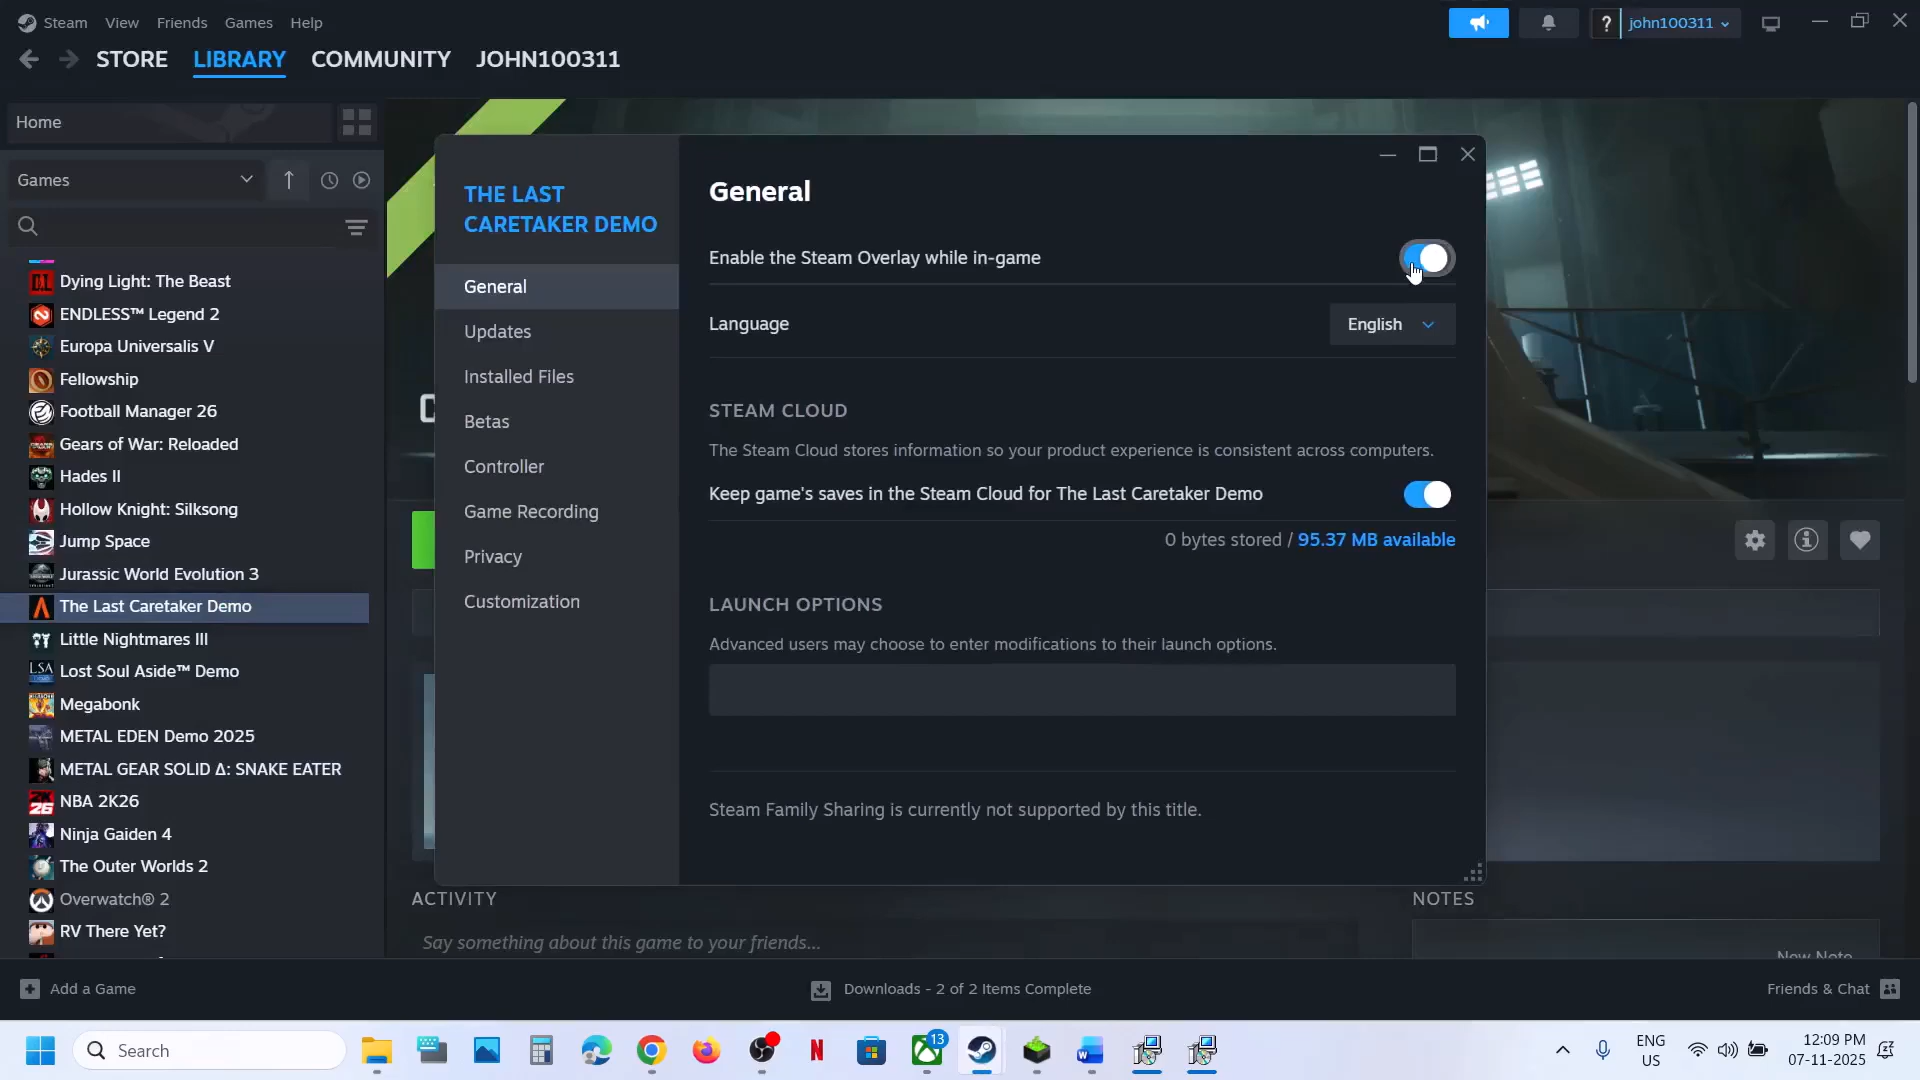 Steam View Friends Games Help
? john100311
STORE LIBRARY COMMUNITY JOHN100311
Home
Games
Dying Light: The Beast
ENDLESS™ Legend 2
Europa Universalis V
Fellowship
Football Manager 26
Gears of War: Reloaded
Hades II
Hollow Knight: Silksong
Jump Space
Jurassic World Evolution 3
The Last Caretaker Demo
Little Nightmares III
LSA Lost Soul Aside™ Demo
Megabonk
METAL EDEN Demo 2025
METAL GEAR SOLID Δ: SNAKE EATER
26 NBA 2K26
Ninja Gaiden 4
The Outer Worlds 2
Overwatch® 2
RV There Yet?
THE LAST
CARETAKER DEMO
General
Updates
Installed Files
Betas
Controller
Game Recording
Privacy
Customization
General
Enable the Steam Overlay while in-game
Language English
STEAM CLOUD
The Steam Cloud stores information so your product experience is consistent across computers.
Keep game's saves in the Steam Cloud for The Last Caretaker Demo
0 bytes stored / 95.37 MB available
LAUNCH OPTIONS
Advanced users may choose to enter modifications to their launch options.
Steam Family Sharing is currently not supported by this title.
ACTIVITY
Say something about this game to your friends...
NOTES
New Note
Add a Game
Downloads - 2 of 2 Items Complete
Friends & Chat
Search
13
ENG
US
12:09 PM
07-11-2025